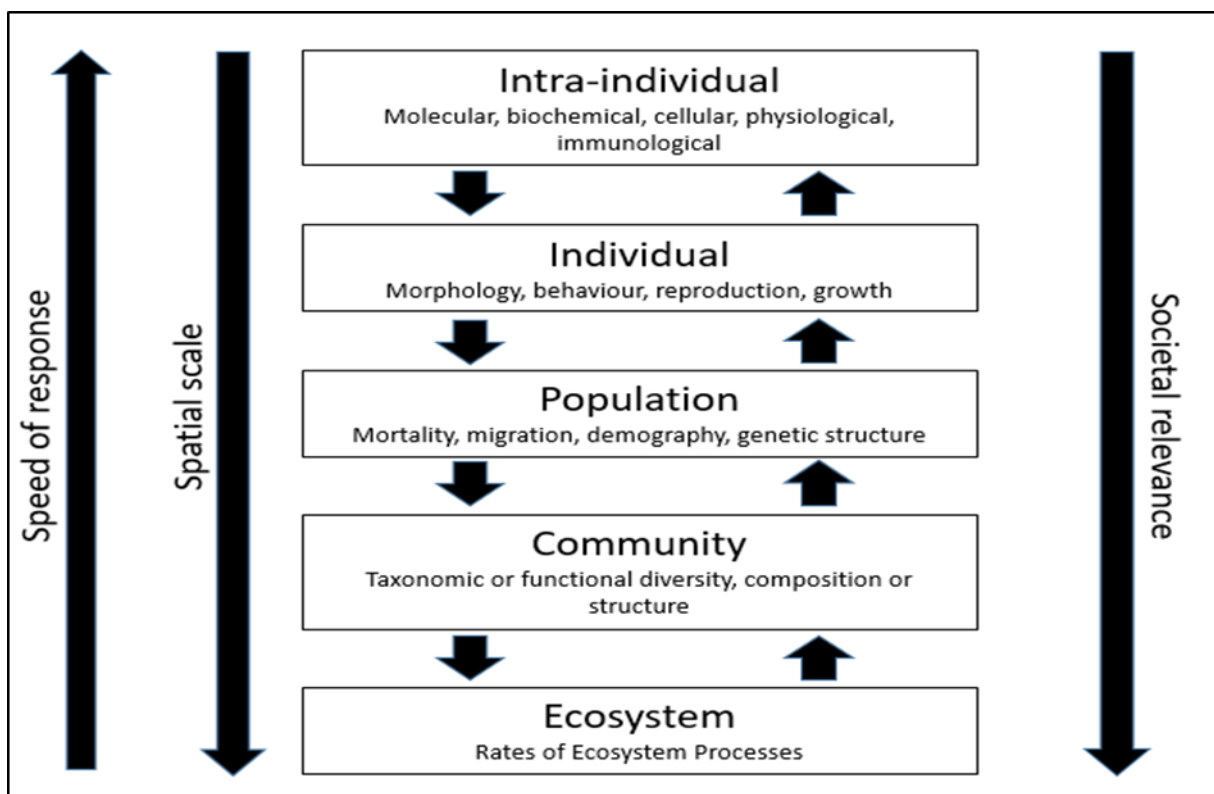 Speed of response
Spatial scale
Intra-individual
Molecular, biochemical, cellular, physiological,
immunological
Individual
Morphology, behaviour, reproduction, growth
Population
Mortality, migration, demography, genetic structure
Community
Taxonomic or functional diversity, composition or
structure
Ecosystem
Rates of Ecosystem Processes
Societal relevance